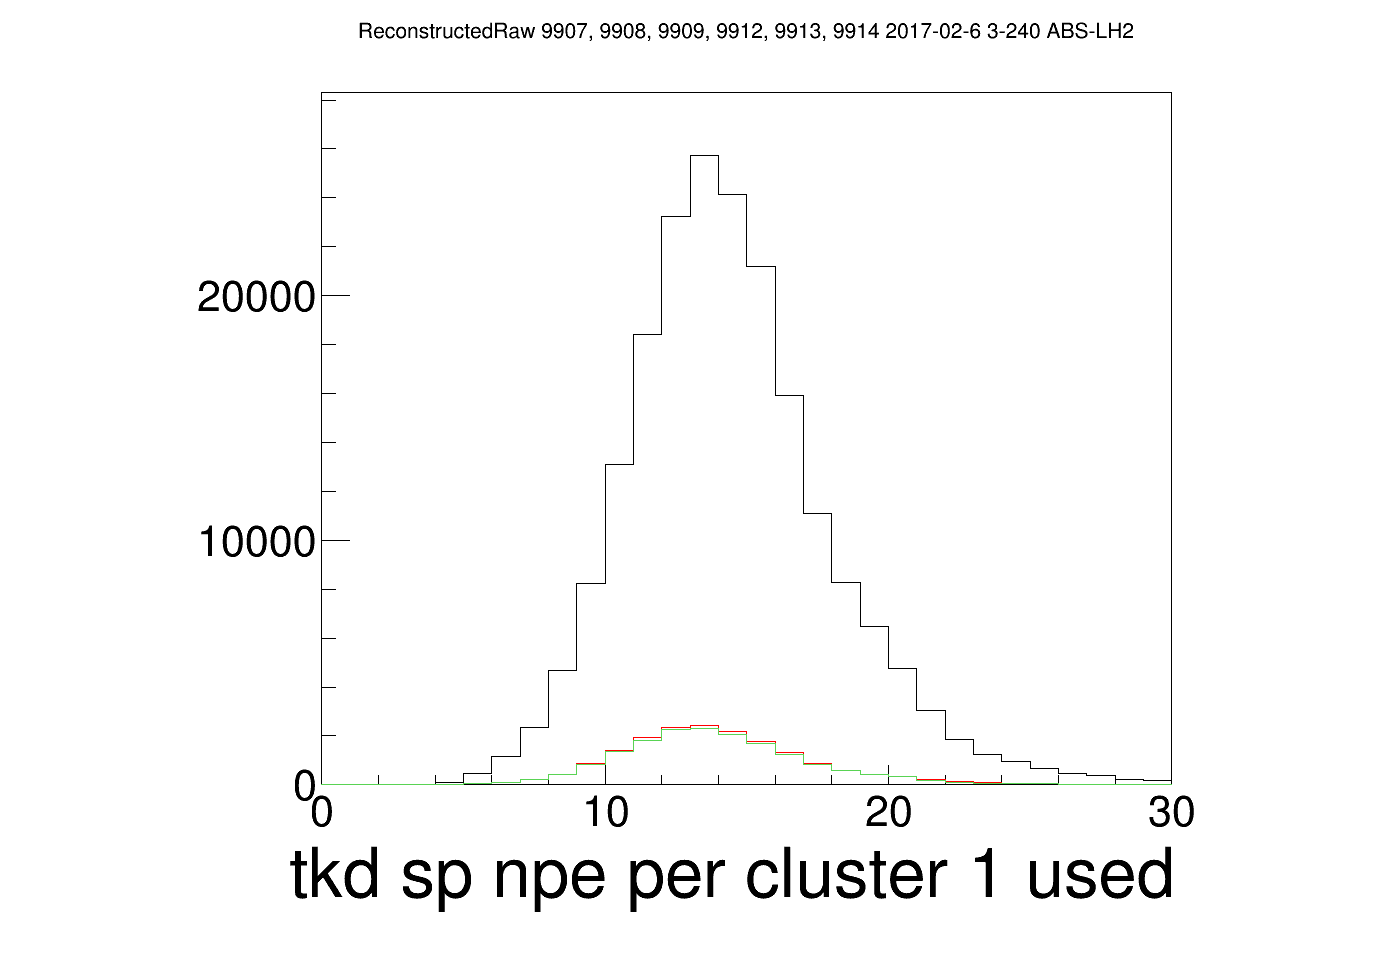 ReconstructedRaw 9907, 9908, 9909, 9912, 9913, 9914 2017-02-6 3-240 ABS-LH2
20000
10000
0
0 10 20 30
tkd sp npe per cluster 1 used